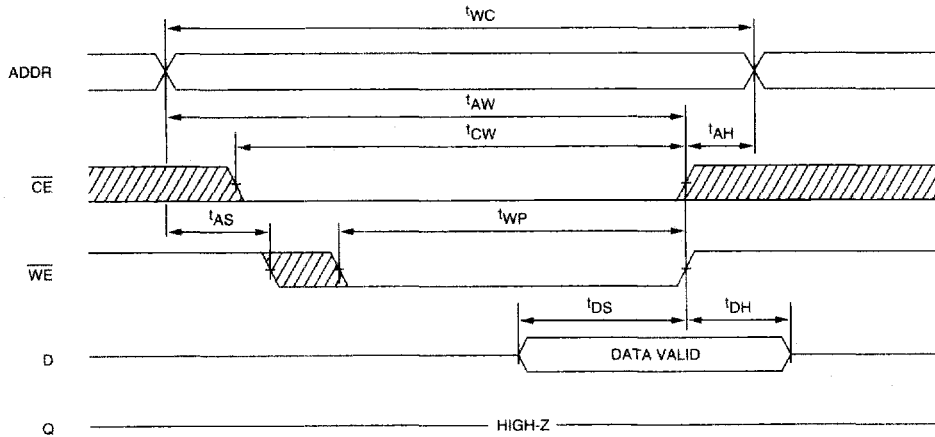 tWC
ADDR
tAW
tCW
tAH
CE
tAS
tWP
WE
tDS
tDH
D
DATA VALID
Q
HIGH-Z